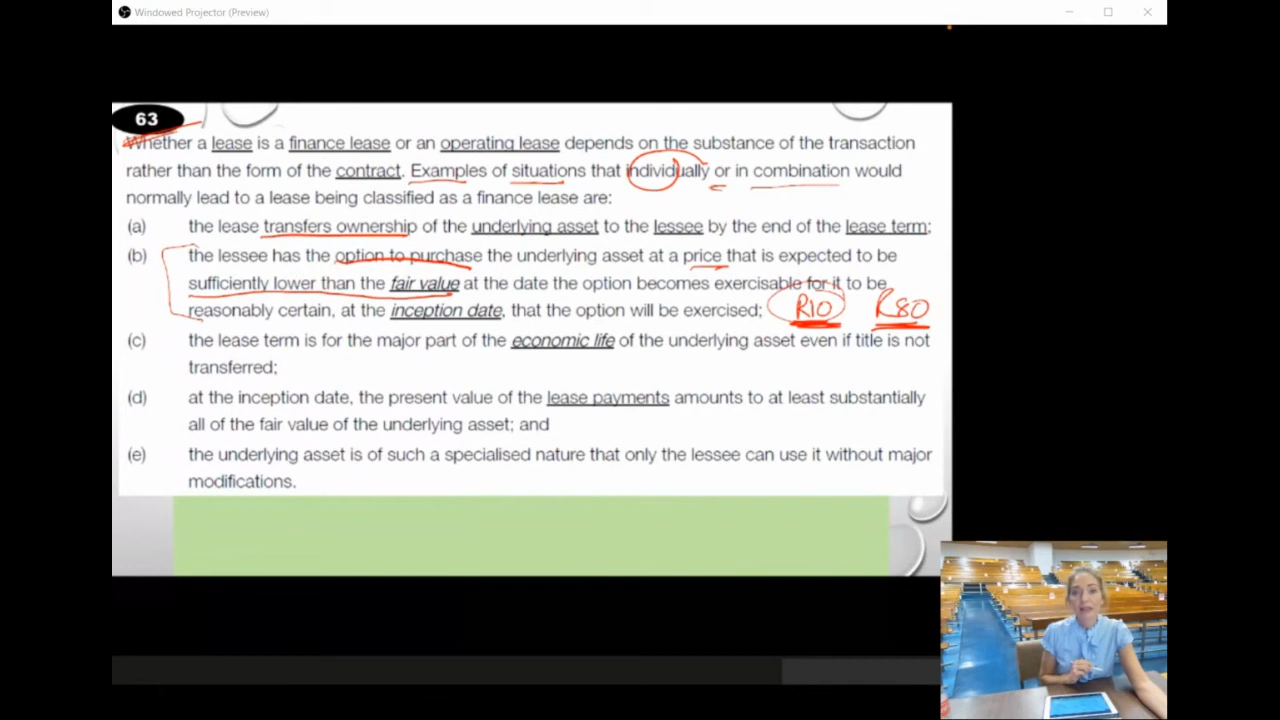 Windowed Projector (Preview)
63
Whether a lease is a finance lease or an operating lease depends on the substance of the transaction
rather than the form of the contract. Examples of situations that individually or in combination would
normally lead to a lease being classified as a finance lease are:
(a) the lease transfers ownership of the underlying asset to the lessee by the end of the lease term;
(b) the lessee has the option to purchase the underlying asset at a price that is expected to be
sufficiently lower than the fair value at the date the option becomes exercisable for it to be
reasonably certain, at the inception date, that the option will be exercised; R10 R80
(c) the lease term is for the major part of the economic life of the underlying asset even if title is not
transferred;
(d) at the inception date, the present value of the lease payments amounts to at least substantially
all of the fair value of the underlying asset; and
(e) the underlying asset is of such a specialised nature that only the lessee can use it without major
modifications.